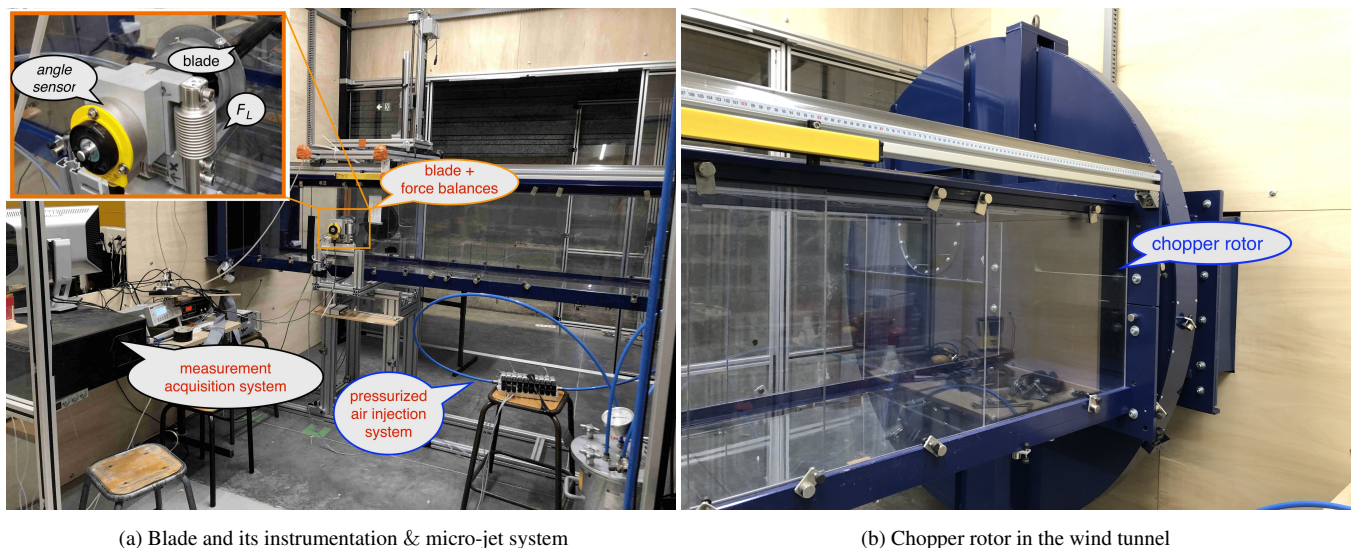 blade
angle
sensor
F_L
blade +
force balances
measurement
acquisition system
pressurized
air injection
system
chopper rotor
(a) Blade and its instrumentation & micro-jet system
(b) Chopper rotor in the wind tunnel